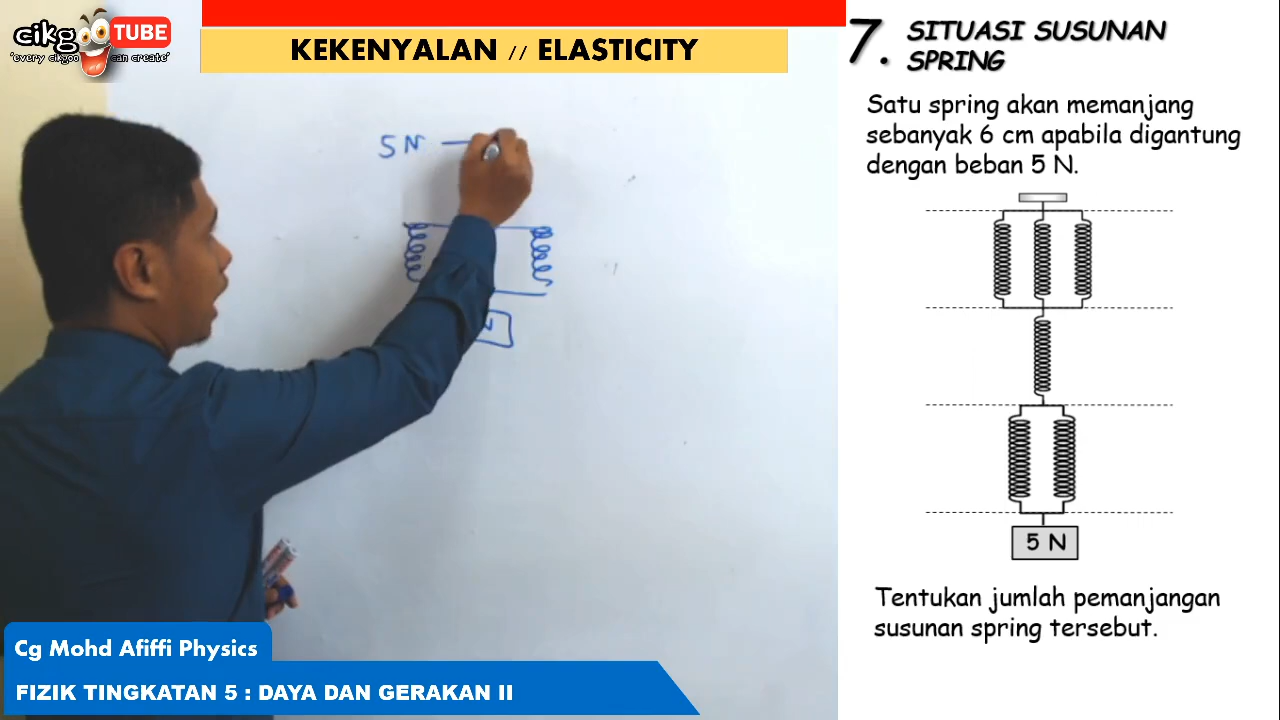 cikgoo TUBE
'every cikgoo can create'
KEKENYALAN // ELASTICITY
5 N
Cg Mohd Afiffi Physics
FIZIK TINGKATAN 5 : DAYA DAN GERAKAN II
7. SITUASI SUSUNAN
SPRING
Satu spring akan memanjang
sebanyak 6 cm apabila digantung
dengan beban 5 N.
5 N
Tentukan jumlah pemanjangan
susunan spring tersebut.